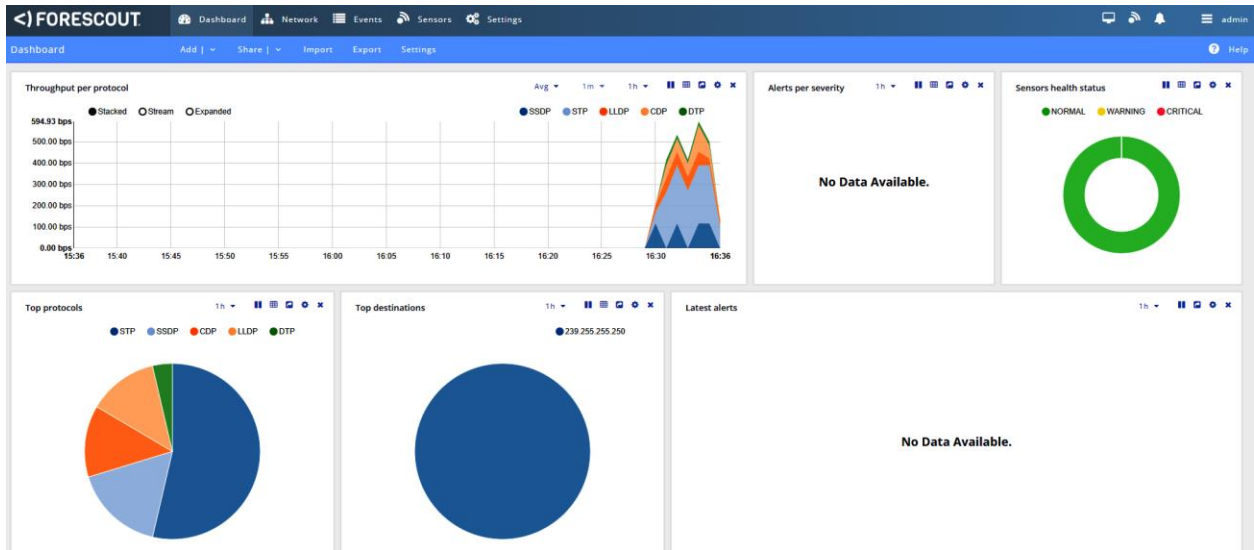 <) FORESCOUT. Dashboard Network Events Sensors Settings admin
Dashboard Add | Share | Import Export Settings Help
Throughput per protocol Avg 1m 1h
Stacked Stream Expanded SSDP STP LLDP CDP DTP
594.93 bps
500.00 bps
400.00 bps
300.00 bps
200.00 bps
100.00 bps
0.00 bps
15:36 15:40 15:45 15:50 15:55 16:00 16:05 16:10 16:15 16:20 16:25 16:30 16:36
Alerts per severity 1h
No Data Available.
Sensors health status
NORMAL WARNING CRITICAL
Top protocols 1h
STP SSDP CDP LLDP DTP
Top destinations 1h
239.255.255.250
Latest alerts 1h
No Data Available.